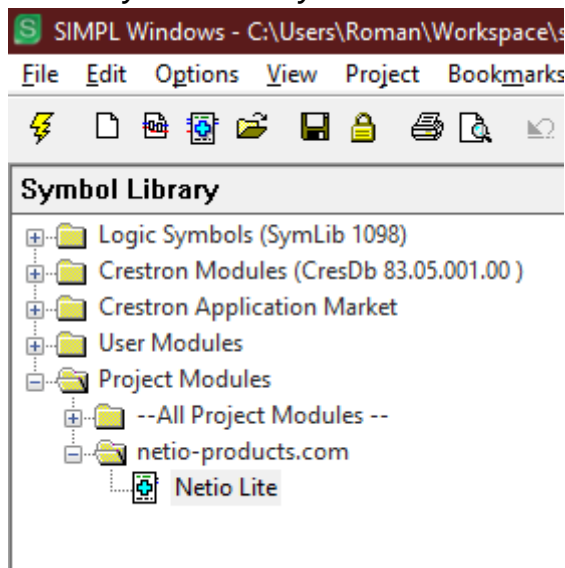 SIMPL Windows - C:\Users\Roman\Workspace\s
File Edit Options View Project Bookmarks
Symbol Library
Logic Symbols (SymLib 1098)
Crestron Modules (CresDb 83.05.001.00 )
Crestron Application Market
User Modules
Project Modules
--All Project Modules --
netio-products.com
Netio Lite